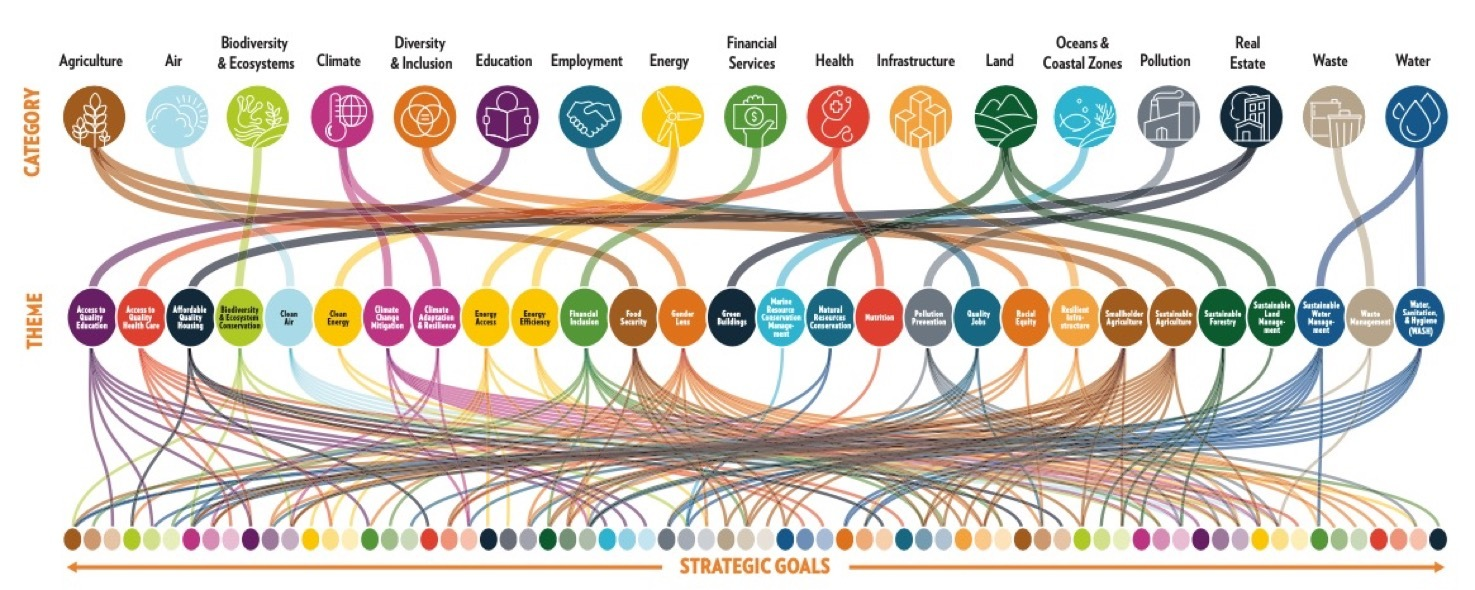 Agriculture
Air
Biodiversity
& Ecosystems
Climate
Diversity
& Inclusion
Education
Employment
Energy
Financial
Services
Health
Infrastructure
Land
Oceans &
Coastal Zones
Pollution
Real
Estate
Waste
Water
CATEGORY
THEME
Access to
Quality
Education
Access to
Quality
Health Care
Affordable
Quality
Housing
Biodiversity
& Ecosystem
Conservation
Clean
Air
Clean
Energy
Climate
Change
Mitigation
Climate
Adaptation
& Resilience
Energy
Access
Energy
Efficiency
Financial
Inclusion
Food
Security
Gender
Lens
Green
Buildings
Marine
Resource
Conservation
Manage-
ment
Natural
Resources
Conservation
Nutrition
Pollution
Prevention
Quality
Jobs
Racial
Equity
Resilient
Infra-
structure
Smallholder
Agriculture
Sustainable
Agriculture
Sustainable
Forestry
Sustainable
Land
Manage-
ment
Sustainable
Water
Manage-
ment
Waste
Management
Water,
Sanitation,
& Hygiene
(WASH)
STRATEGIC GOALS